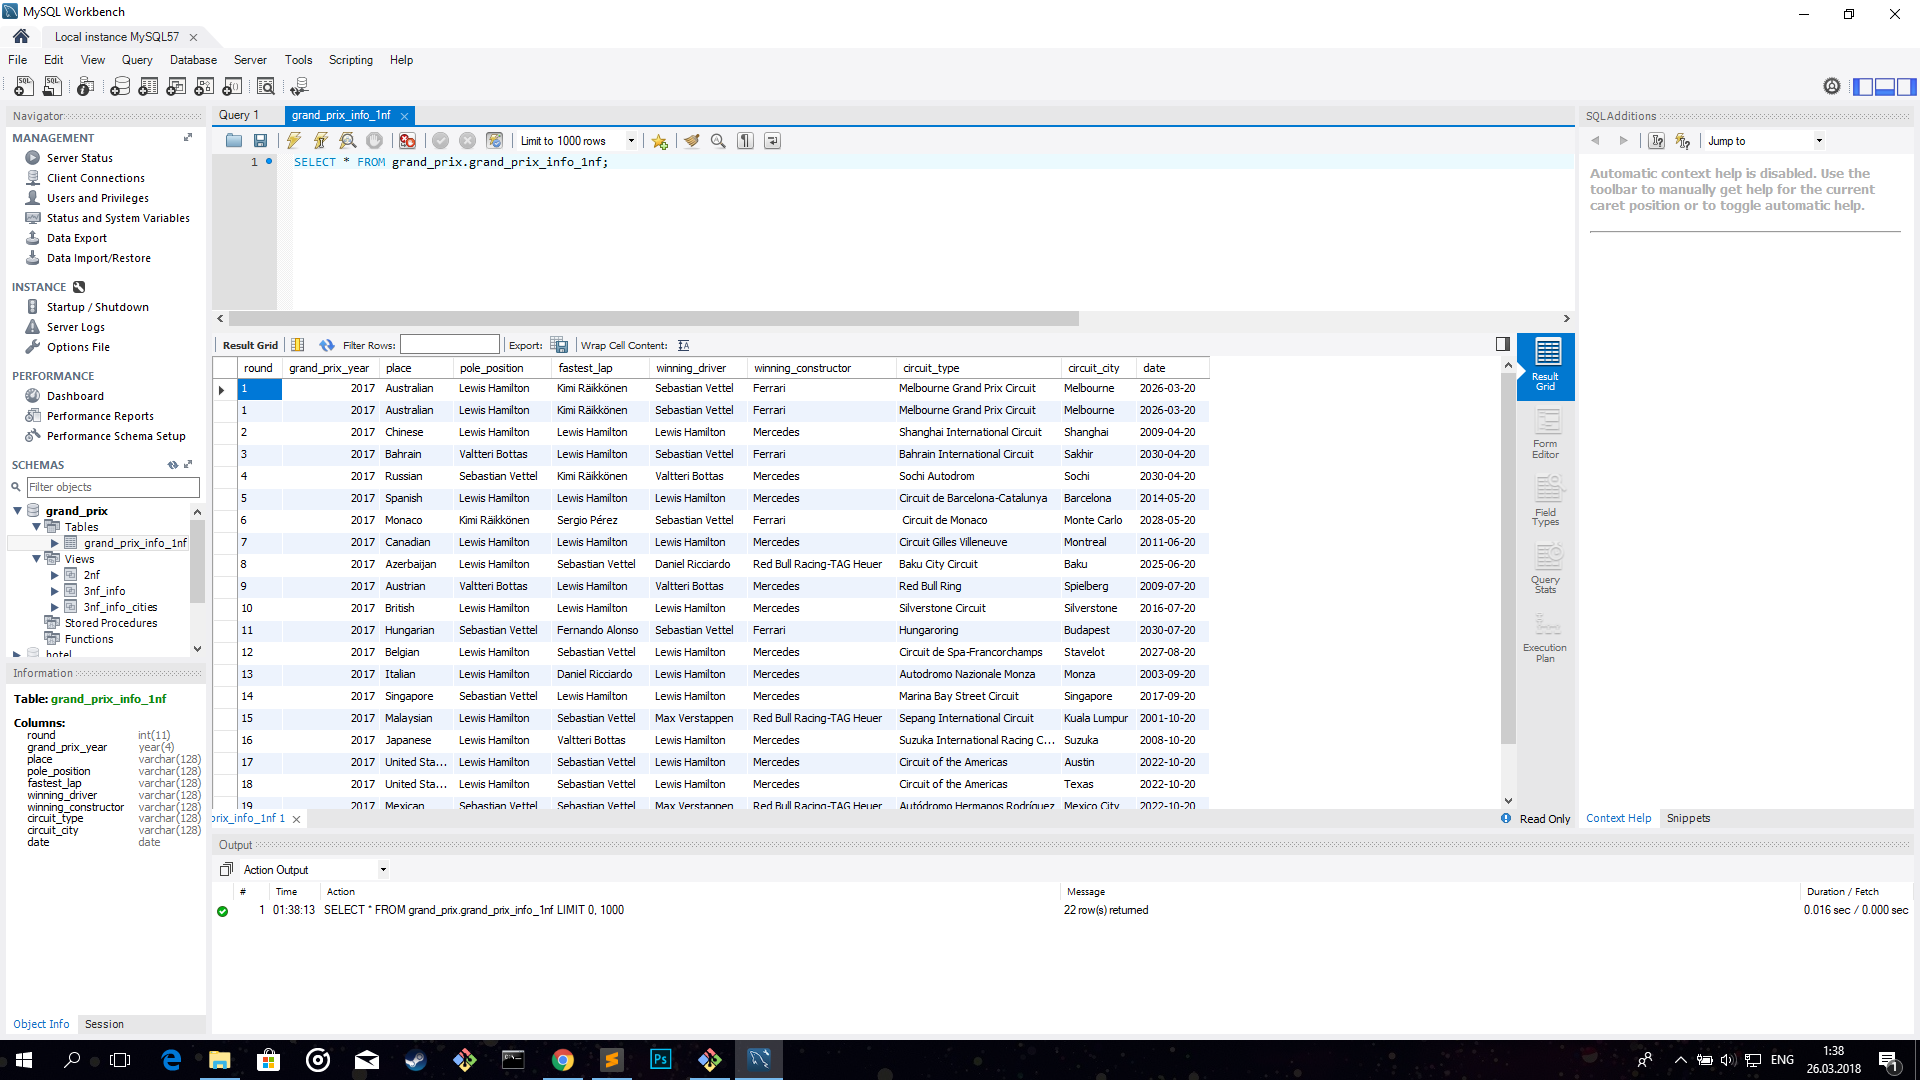 MySQL Workbench
Local instance MySQL57
File Edit View Query Database Server Tools Scripting Help
Navigator
MANAGEMENT
Server Status
Client Connections
Users and Privileges
Status and System Variables
Data Export
Data Import/Restore
INSTANCE
Startup / Shutdown
Server Logs
Options File
PERFORMANCE
Dashboard
Performance Reports
Performance Schema Setup
SCHEMAS
Filter objects
grand_prix
Tables
grand_prix_info_1nf
Views
2nf
3nf_info
3nf_info_cities
Stored Procedures
Functions
hotel
Information
Table: grand_prix_info_1nf
Columns:
round int(11)
grand_prix_year year(4)
place varchar(128)
pole_position varchar(128)
fastest_lap varchar(128)
winning_driver varchar(128)
winning_constructor varchar(128)
circuit_type varchar(128)
circuit_city varchar(128)
date date
Object Info Session
Query 1 grand_prix_info_1nf
Limit to 1000 rows
1 SELECT * FROM grand_prix.grand_prix_info_1nf;
Result Grid Filter Rows: Export: Wrap Cell Content:
round grand_prix_year place pole_position fastest_lap winning_driver winning_constructor circuit_type circuit_city date
1 2017 Australian Lewis Hamilton Kimi Räikkönen Sebastian Vettel Ferrari Melbourne Grand Prix Circuit Melbourne 2026-03-20
1 2017 Australian Lewis Hamilton Kimi Räikkönen Sebastian Vettel Ferrari Melbourne Grand Prix Circuit Melbourne 2026-03-20
2 2017 Chinese Lewis Hamilton Lewis Hamilton Lewis Hamilton Mercedes Shanghai International Circuit Shanghai 2009-04-20
3 2017 Bahrain Valtteri Bottas Lewis Hamilton Sebastian Vettel Ferrari Bahrain International Circuit Sakhir 2030-04-20
4 2017 Russian Sebastian Vettel Kimi Räikkönen Valtteri Bottas Mercedes Sochi Autodrom Sochi 2030-04-20
5 2017 Spanish Lewis Hamilton Lewis Hamilton Lewis Hamilton Mercedes Circuit de Barcelona-Catalunya Barcelona 2014-05-20
6 2017 Monaco Kimi Räikkönen Sergio Pérez Sebastian Vettel Ferrari Circuit de Monaco Monte Carlo 2028-05-20
7 2017 Canadian Lewis Hamilton Lewis Hamilton Lewis Hamilton Mercedes Circuit Gilles Villeneuve Montreal 2011-06-20
8 2017 Azerbaijan Lewis Hamilton Sebastian Vettel Daniel Ricciardo Red Bull Racing-TAG Heuer Baku City Circuit Baku 2025-06-20
9 2017 Austrian Valtteri Bottas Lewis Hamilton Valtteri Bottas Mercedes Red Bull Ring Spielberg 2009-07-20
10 2017 British Lewis Hamilton Lewis Hamilton Lewis Hamilton Mercedes Silverstone Circuit Silverstone 2016-07-20
11 2017 Hungarian Sebastian Vettel Fernando Alonso Sebastian Vettel Ferrari Hungaroring Budapest 2030-07-20
12 2017 Belgian Lewis Hamilton Sebastian Vettel Lewis Hamilton Mercedes Circuit de Spa-Francorchamps Stavelot 2027-08-20
13 2017 Italian Lewis Hamilton Daniel Ricciardo Lewis Hamilton Mercedes Autodromo Nazionale Monza Monza 2003-09-20
14 2017 Singapore Sebastian Vettel Lewis Hamilton Lewis Hamilton Mercedes Marina Bay Street Circuit Singapore 2017-09-20
15 2017 Malaysian Lewis Hamilton Sebastian Vettel Max Verstappen Red Bull Racing-TAG Heuer Sepang International Circuit Kuala Lumpur 2001-10-20
16 2017 Japanese Lewis Hamilton Valtteri Bottas Lewis Hamilton Mercedes Suzuka International Racing C... Suzuka 2008-10-20
17 2017 United Sta... Lewis Hamilton Sebastian Vettel Lewis Hamilton Mercedes Circuit of the Americas Austin 2022-10-20
18 2017 United Sta... Lewis Hamilton Sebastian Vettel Lewis Hamilton Mercedes Circuit of the Americas Texas 2022-10-20
19 2017 Mexican Sebastian Vettel Sebastian Vettel Max Verstappen Red Bull Racing-TAG Heuer Autódromo Hermanos Rodríguez Mexico City 2022-10-20
prix_info_1nf 1
Read Only
Result Grid
Form Editor
Field Types
Query Stats
Execution Plan
Output
Action Output
# Time Action Message Duration / Fetch
1 01:38:13 SELECT * FROM grand_prix.grand_prix_info_1nf LIMIT 0, 1000 22 row(s) returned 0.016 sec / 0.000 sec
SQLAdditions
Jump to
Automatic context help is disabled. Use the
toolbar to manually get help for the current
caret position or to toggle automatic help.
Context Help Snippets
ENG
1:38
26.03.2018